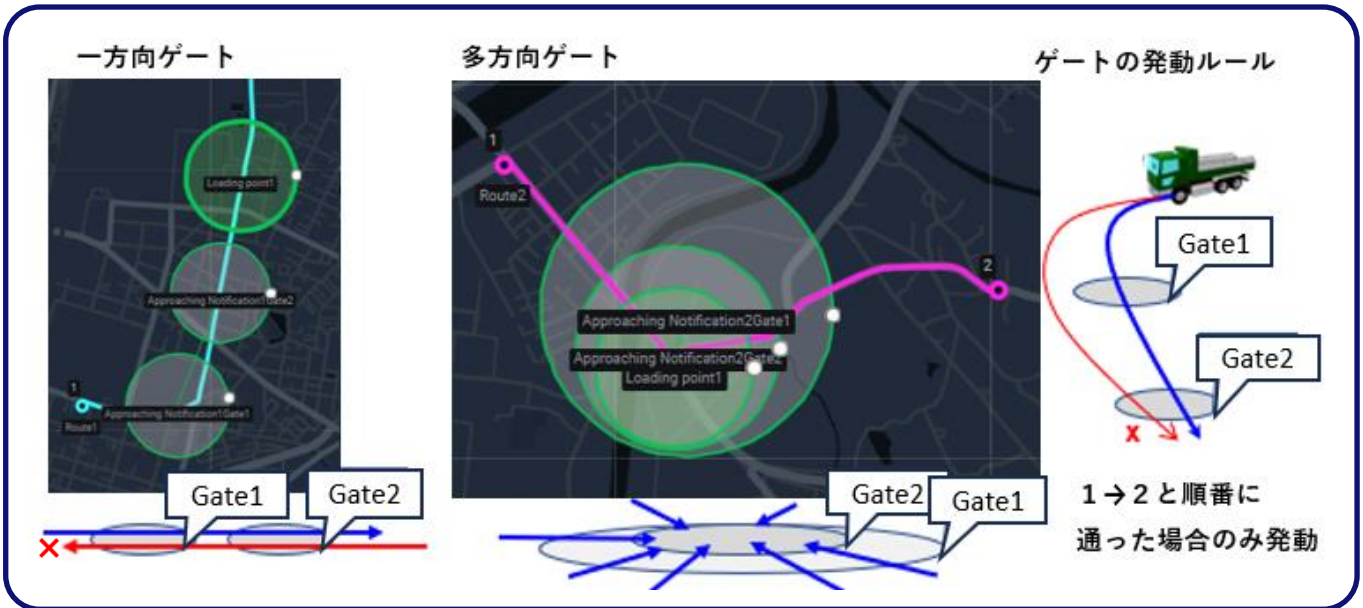 一方向ゲート
多方向ゲート
ゲートの発動ルール
Loading point1
Approaching Notification1Gate2
1
Approaching Notification1Gate1
Route1
Gate1
Gate2
×
1
Route2
2
Approaching Notification2Gate1
Approaching Notification2Gate2
Loading point1
Gate2
Gate1
Gate1
Gate2
x
1→2と順番に
通った場合のみ発動